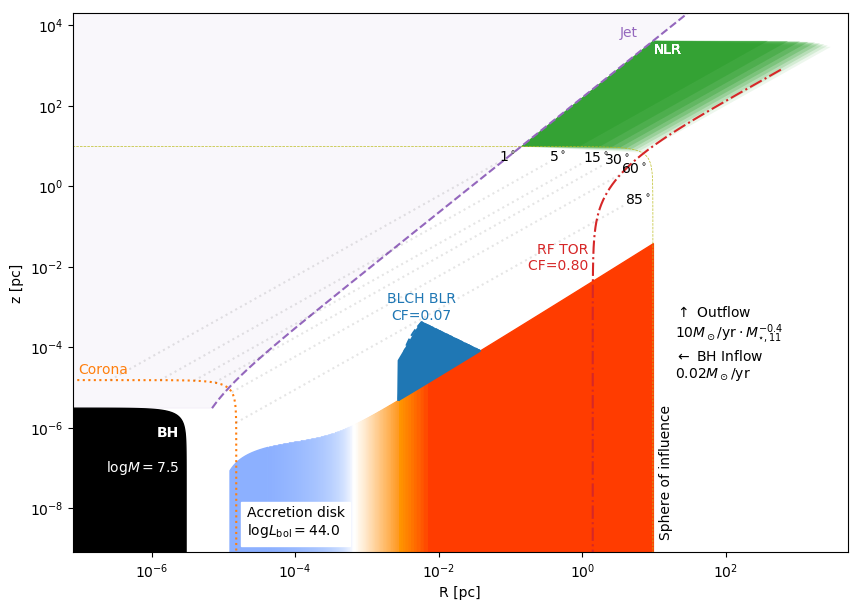 10⁴
10²
10⁰
10⁻²
10⁻⁴
10⁻⁶
10⁻⁸
z [pc]
Jet
NLR
1°
5°
15°
30°
60°
85°
RF TOR
CF=0.80
BLCH BLR
CF=0.07
↑ Outflow
10M⊙/yr · M⋆,11^−0.4
← BH Inflow
0.02M⊙/yr
Corona
BH
logM = 7.5
Accretion disk
logL_bol = 44.0
Sphere of influence
10⁻⁶
10⁻⁴
10⁻²
10⁰
10²
R [pc]